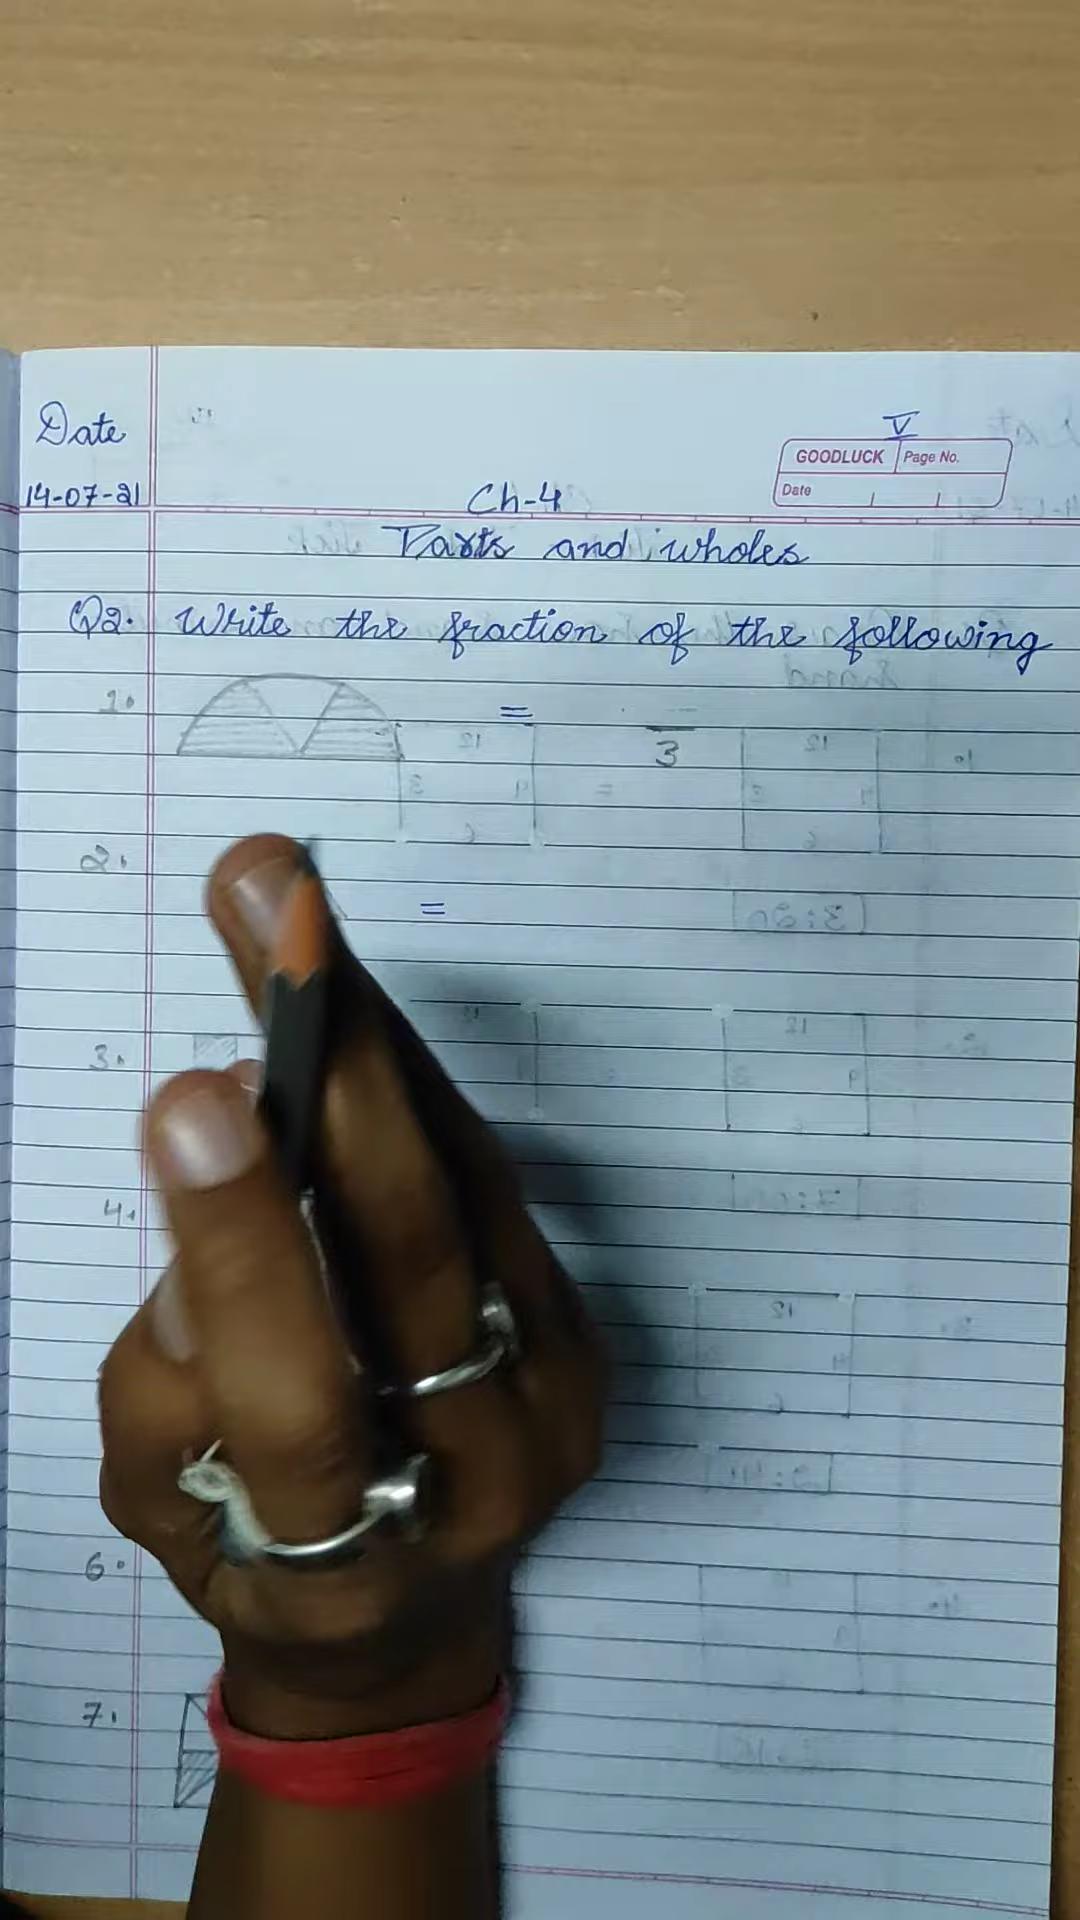 V
Date
GOODLUCK Page No.
Date
14-07-21
Ch-4
Parts and wholes
Q2. Write the fraction of the following
1. = 
3
2. =
3.
4.
6.
7.